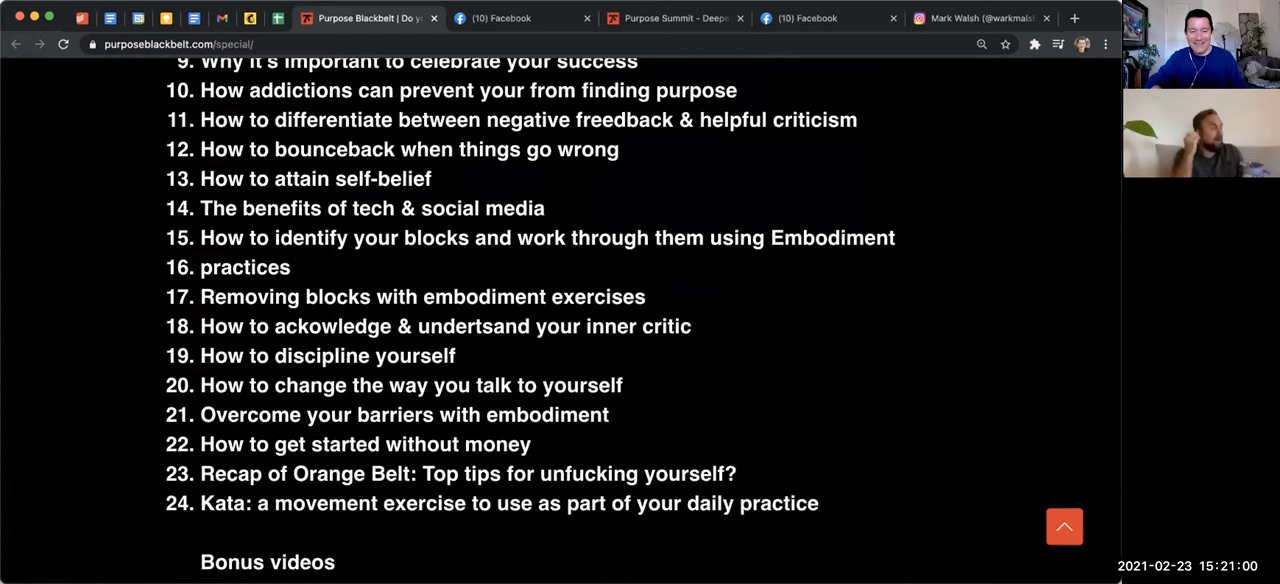 Purpose Blackbelt | Do yo
(10) Facebook
Purpose Summit - Deepe
(10) Facebook
Mark Walsh (@warkmals
purposeblackbelt.com/special/
9. Why it's important to celebrate your success
10. How addictions can prevent your from finding purpose
11. How to differentiate between negative freedback & helpful criticism
12. How to bounceback when things go wrong
13. How to attain self-belief
14. The benefits of tech & social media
15. How to identify your blocks and work through them using Embodiment
16. practices
17. Removing blocks with embodiment exercises
18. How to ackowledge & undertsand your inner critic
19. How to discipline yourself
20. How to change the way you talk to yourself
21. Overcome your barriers with embodiment
22. How to get started without money
23. Recap of Orange Belt: Top tips for unfucking yourself?
24. Kata: a movement exercise to use as part of your daily practice
Bonus videos
2021-02-23 15:21:00